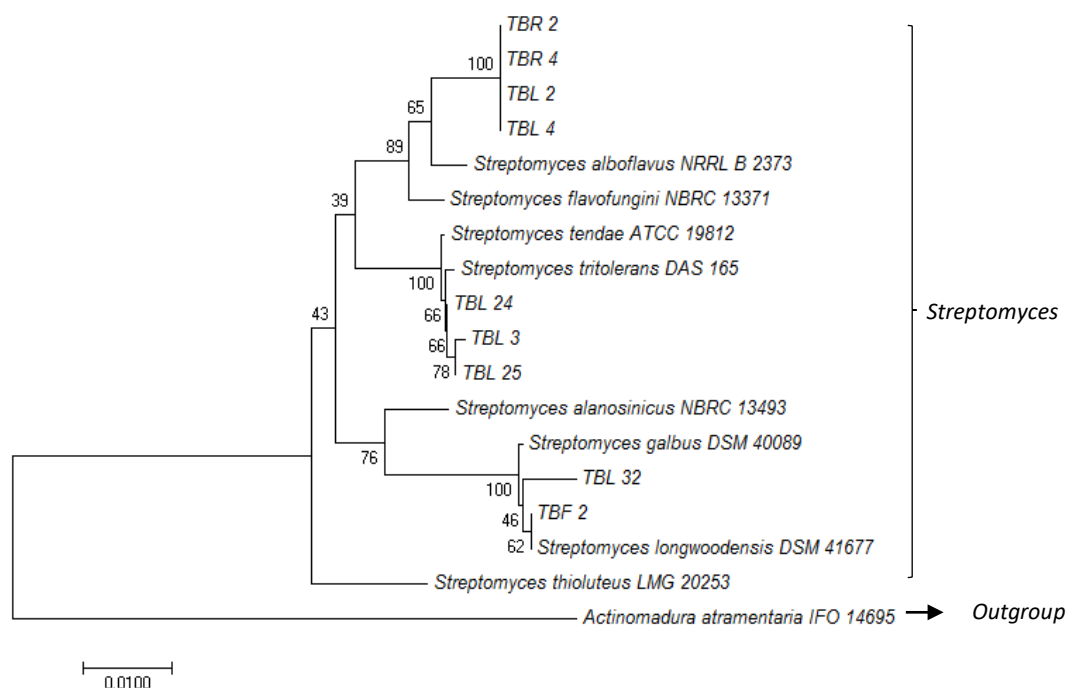 TBR 2
TBR 4
100
TBL 2
65
TBL 4
89
Streptomyces alboflavus NRRL B 2373
Streptomyces flavofungini NBRC 13371
39
Streptomyces tendae ATCC 19812
Streptomyces tritolerans DAS 165
100
TBL 24
43
66
Streptomyces
TBL 3
66
TBL 25
78
Streptomyces alanosinicus NBRC 13493
Streptomyces galbus DSM 40089
76
TBL 32
100
TBF 2
46
Streptomyces longwoodensis DSM 41677
62
Streptomyces thioluteus LMG 20253
Actinomadura atramentaria IFO 14695
Outgroup
0.0100